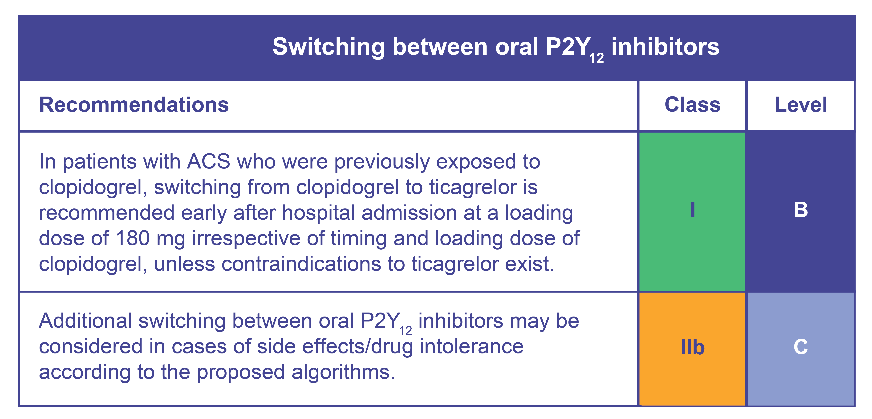 Switching between oral P2Y12 inhibitors
Recommendations Class Level
In patients with ACS who were previously exposed to
clopidogrel, switching from clopidogrel to ticagrelor is
recommended early after hospital admission at a loading
dose of 180 mg irrespective of timing and loading dose of
clopidogrel, unless contraindications to ticagrelor exist.
I
B
Additional switching between oral P2Y12 inhibitors may be
considered in cases of side effects/drug intolerance
according to the proposed algorithms.
IIb
C